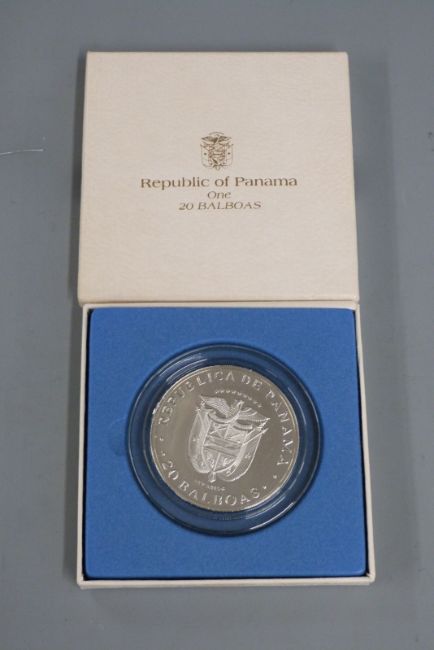 Republic of Panama
One
20 BALBOAS
REPUBLICA DE PANAMA
20 BALBOAS